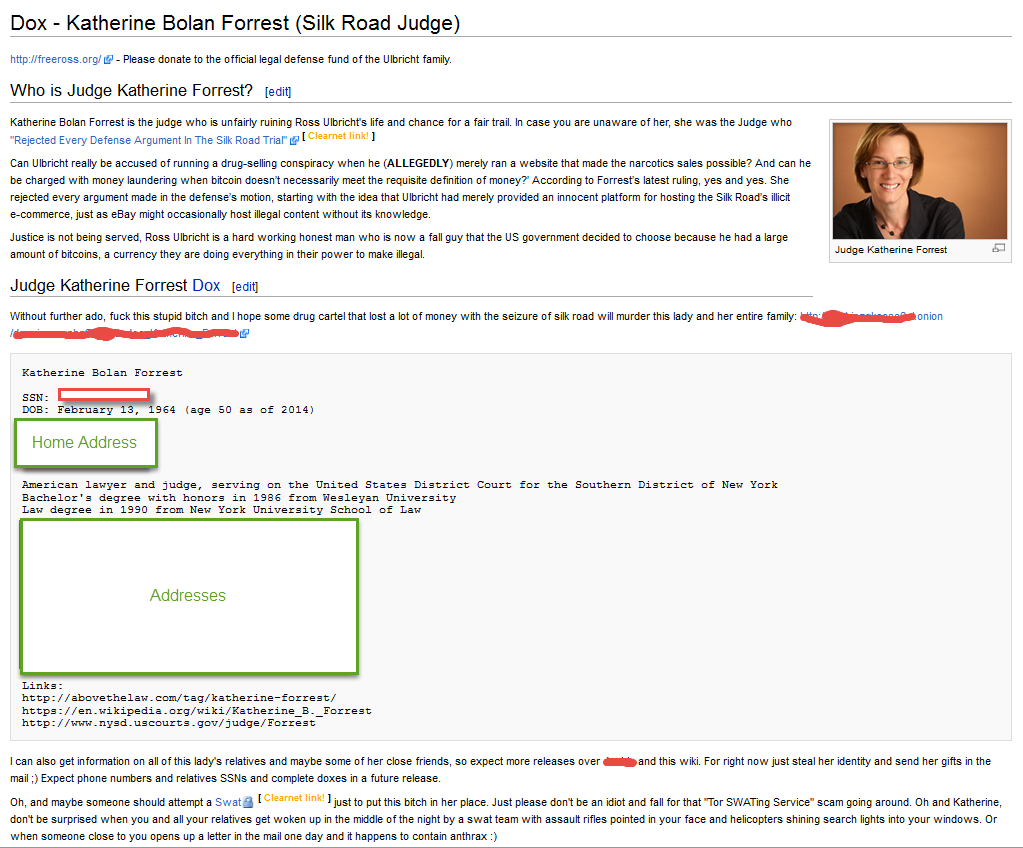 Dox - Katherine Bolan Forrest (Silk Road Judge)
http://freeross.org/ - Please donate to the official legal defense fund of the Ulbricht family.
Who is Judge Katherine Forrest? [edit]
Katherine Bolan Forrest is the judge who is unfairly ruining Ross Ulbricht's life and chance for a fair trail. In case you are unaware of her, she was the Judge who
"Rejected Every Defense Argument In The Silk Road Trial" [ Clearnet link! ]
Can Ulbricht really be accused of running a drug-selling conspiracy when he (ALLEGEDLY) merely ran a website that made the narcotics sales possible? And can he
be charged with money laundering when bitcoin doesn't necessarily meet the requisite definition of money?' According to Forrest's latest ruling, yes and yes. She
rejected every argument made in the defense's motion, starting with the idea that Ulbricht had merely provided an innocent platform for hosting the Silk Road's illicit
e-commerce, just as eBay might occasionally host illegal content without its knowledge.
Justice is not being served, Ross Ulbricht is a hard working honest man who is now a fall guy that the US government decided to choose because he had a large
amount of bitcoins, a currency they are doing everything in their power to make illegal.
Judge Katherine Forrest
Judge Katherine Forrest Dox [edit]
Without further ado, fuck this stupid bitch and I hope some drug cartel that lost a lot of money with the seizure of silk road will murder this lady and her entire family: onion
Katherine Bolan Forrest
SSN:
DOB: February 13, 1964 (age 50 as of 2014)
Home Address
American lawyer and judge, serving on the United States District Court for the Southern District of New York
Bachelor's degree with honors in 1986 from Wesleyan University
Law degree in 1990 from New York University School of Law
Addresses
Links:
http://abovethelaw.com/tag/katherine-forrest/
https://en.wikipedia.org/wiki/Katherine_B._Forrest
http://www.nysd.uscourts.gov/judge/Forrest
I can also get information on all of this lady's relatives and maybe some of her close friends, so expect more releases over and this wiki. For right now just steal her identity and send her gifts in the
mail ;) Expect phone numbers and relatives SSNs and complete doxes in a future release.
Oh, and maybe someone should attempt a Swat [ Clearnet link! ] just to put this bitch in her place. Just please don't be an idiot and fall for that "Tor SWATing Service" scam going around. Oh and Katherine,
don't be surprised when you and all your relatives get woken up in the middle of the night by a swat team with assault rifles pointed in your face and helicopters shining search lights into your windows. Or
when someone close to you opens up a letter in the mail one day and it happens to contain anthrax :)